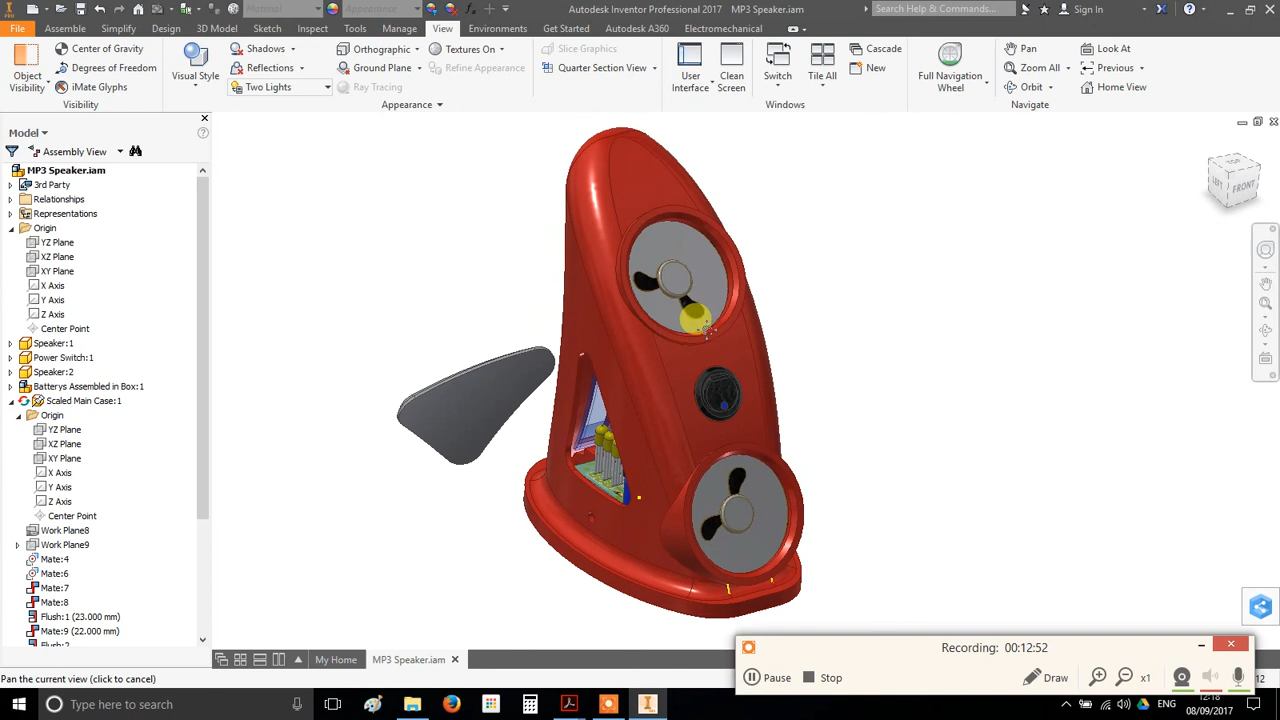 Material
Appearance
Autodesk Inventor Professional 2017 MP3 Speaker.iam
Search Help & Commands...
Sign In
File Assembly Simplify Design 3D Model Sketch Inspect Tools Manage View Environments Get Started Autodesk A360 Electromechanical
Object Visibility
Center of Gravity
Degrees of Freedom
iMate Glyphs
Visibility
Visual Style
Shadows
Reflections
Two Lights
Orthographic
Ground Plane
Ray Tracing
Textures On
Refine Appearance
Appearance
Slice Graphics
Quarter Section View
User Interface
Clean Screen
Switch
Tile All
Cascade
New
Windows
Full Navigation Wheel
Pan
Zoom All
Orbit
Look At
Previous
Home View
Navigate
Model
Assembly View
MP3 Speaker.iam
3rd Party
Relationships
Representations
Origin
YZ Plane
XZ Plane
XY Plane
X Axis
Y Axis
Z Axis
Center Point
Speaker:1
Power Switch:1
Speaker:2
Batterys Assembled in Box:1
Scaled Main Case:1
Origin
YZ Plane
XZ Plane
XY Plane
X Axis
Y Axis
Z Axis
Center Point
Work Plane8
Work Plane9
Mate:4
Mate:6
Mate:7
Mate:8
Flush:1 (23.000 mm)
Mate:9 (22.000 mm)
TOP
LEFT
FRONT
My Home
MP3 Speaker.iam
Pan the current view (click to cancel)
Recording: 00:12:52
Pause
Stop
Draw
x1
12
Type here to search
ENG
12:18
08/09/2017